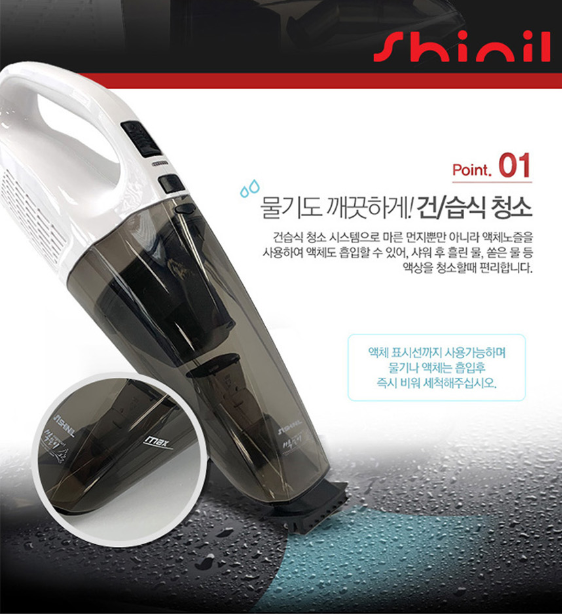 Shinil
Point. 01
물기도 깨끗하게! 건/습식 청소
건습식 청소 시스템으로 마른 먼지뿐만 아니라 액체노즐을
사용하여 액체도 흡입할 수 있어, 샤워 후 흘린 물, 쏟은 물 등
액상을 청소할때 편리합니다.
액체 표시선까지 사용가능하며
물기나 액체는 흡입후
즉시 비워 세척해주십시오.
SHINIL
max
SHINIL